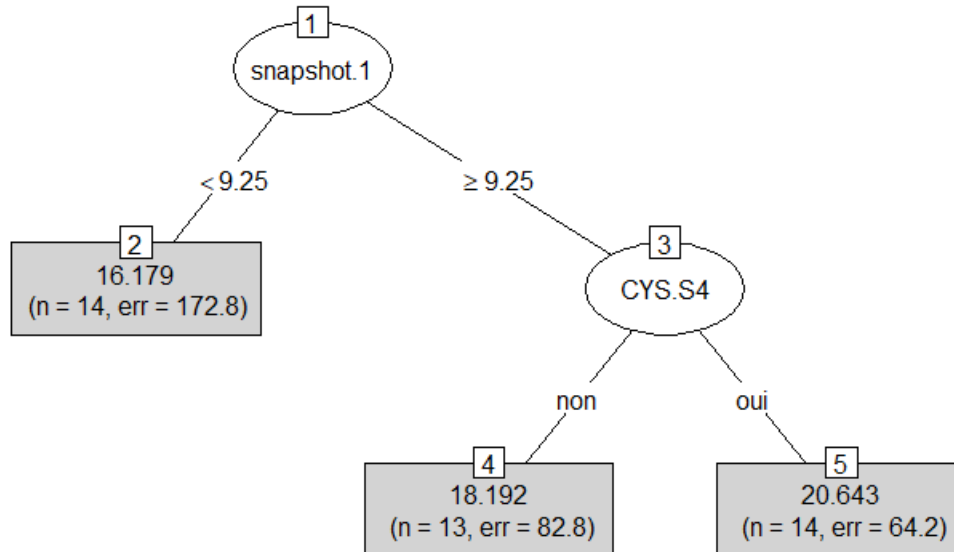 1
snapshot.1
< 9.25
≥ 9.25
2
16.179
(n = 14, err = 172.8)
3
CYS.S4
non
oui
4
18.192
(n = 13, err = 82.8)
5
20.643
(n = 14, err = 64.2)